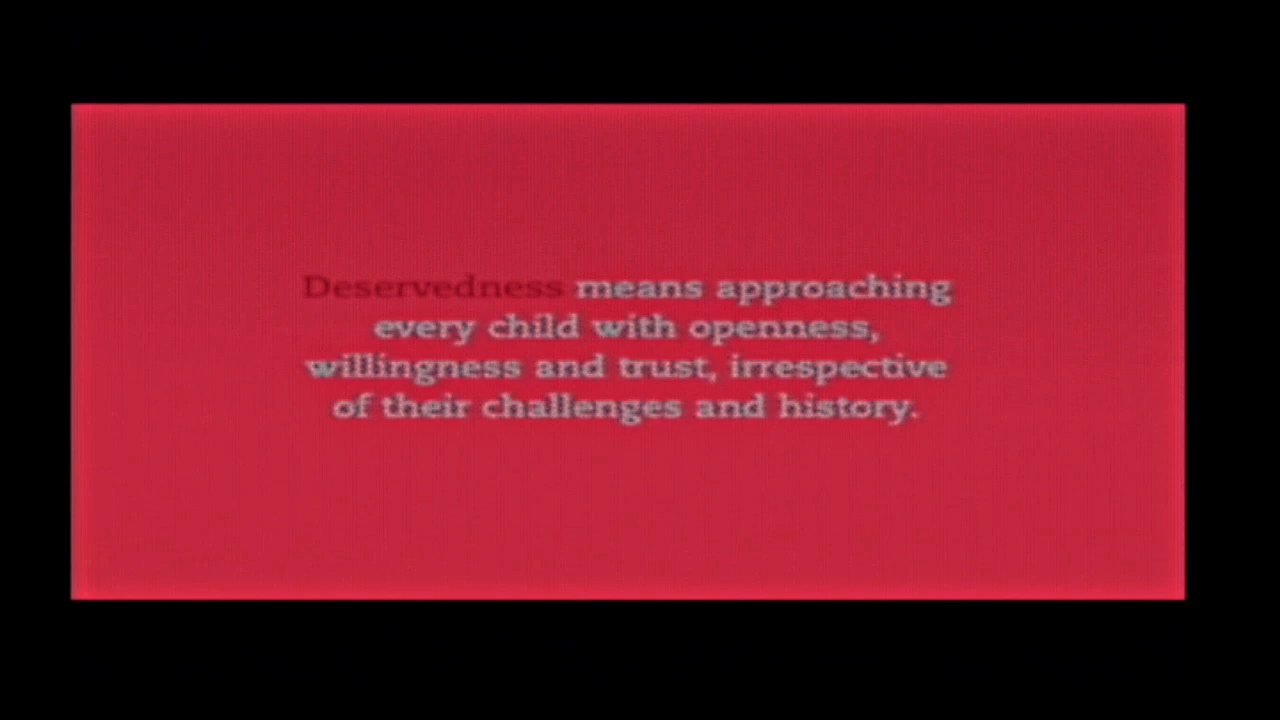 Deservedness means approaching
every child with openness,
willingness and trust, irrespective
of their challenges and history.